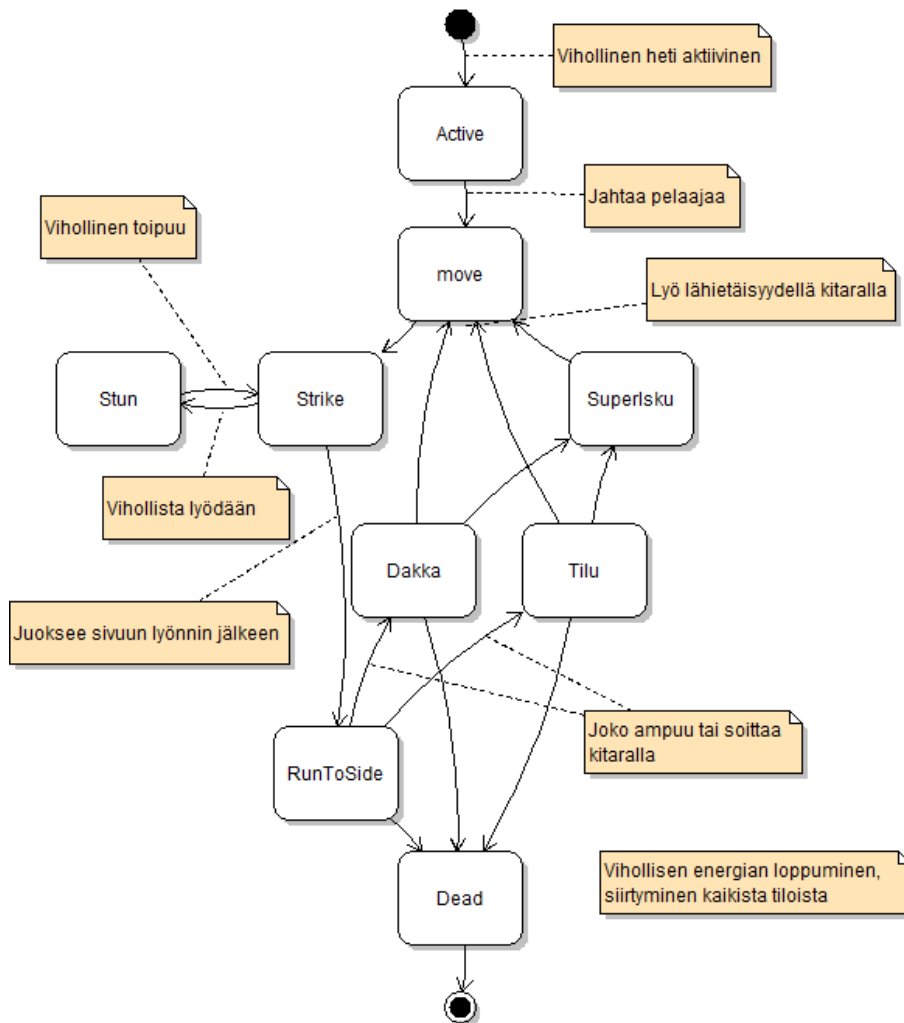 Vihollinen heti aktiivinen
Active
Jahtaa pelaajaa
Vihollinen toipuu
move
Lyö lähietäisyydellä kitaralla
Stun
Strike
SuperIsku
Vihollista lyödään
Dakka
Tilu
Juoksee sivuun lyönnin jälkeen
Joko ampuu tai soittaa
kitaralla
RunToSide
Dead
Vihollisen energian loppuminen,
siirtyminen kaikista tiloista